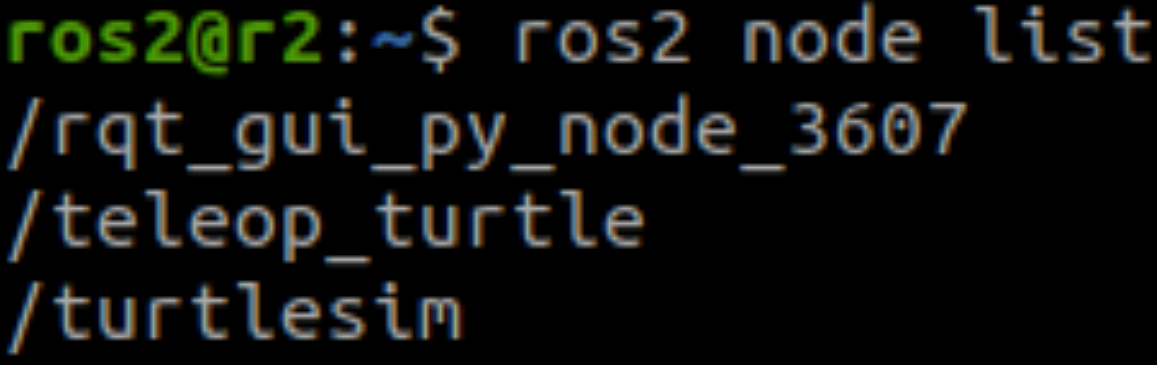 ros2@r2:~$ ros2 node list
/rqt_gui_py_node_3607
/teleop_turtle
/turtlesim